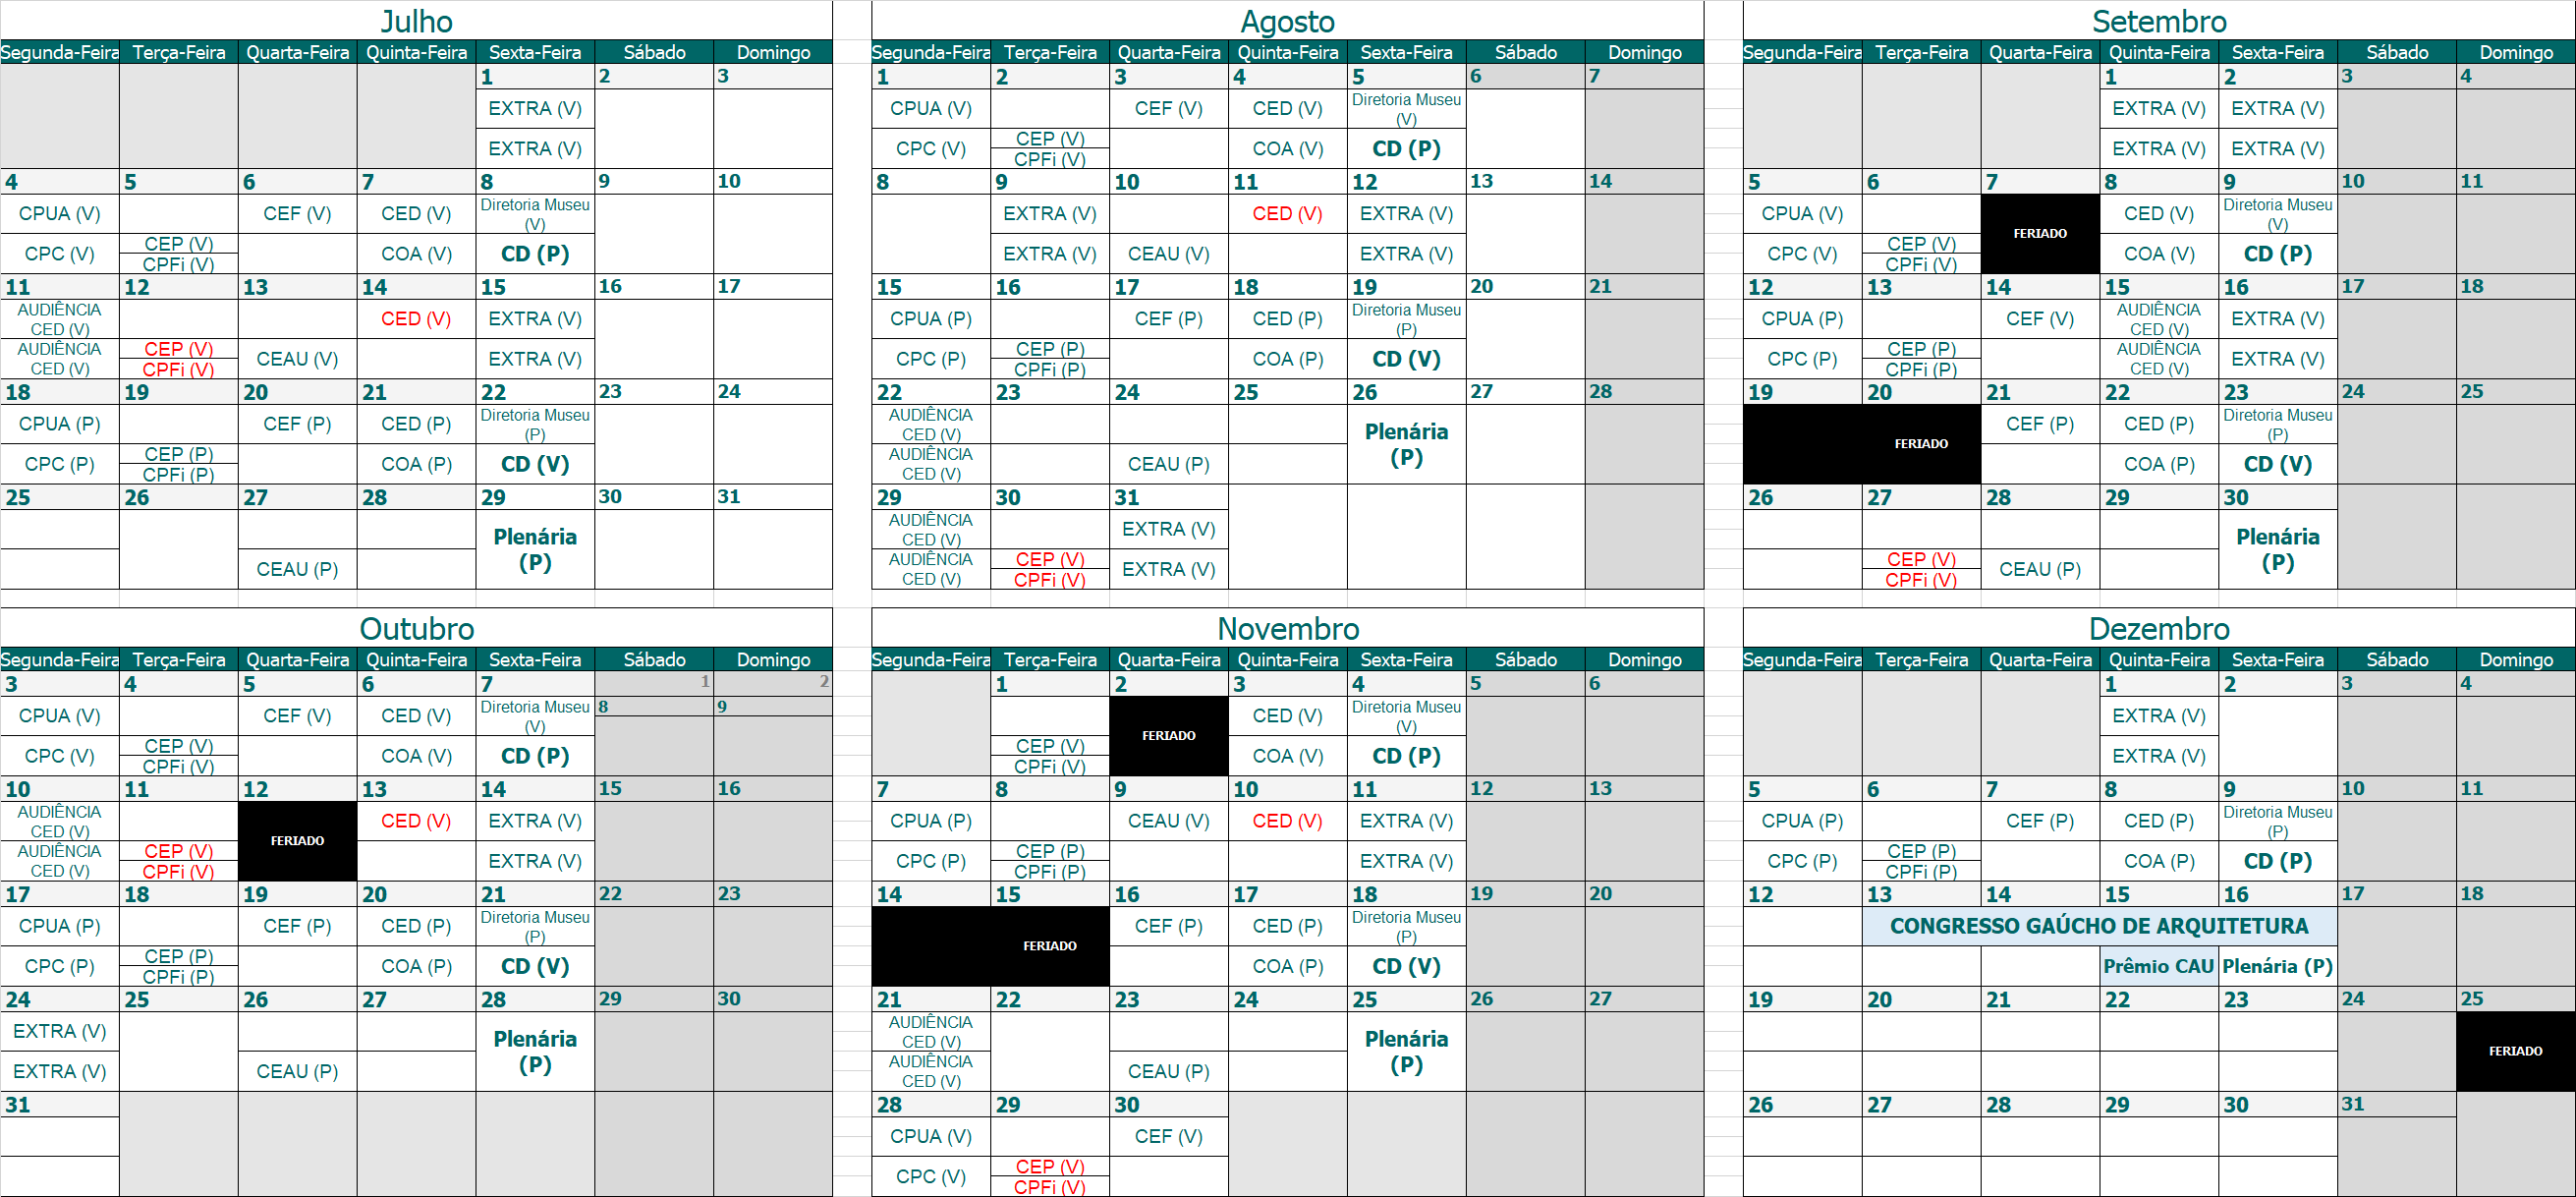 Julho
Segunda-Feira Terça-Feira Quarta-Feira Quinta-Feira Sexta-Feira Sábado Domingo
1 2 3
EXTRA (V)
EXTRA (V)
4 5 6 7 8 9 10
CPUA (V) CEF (V) CED (V) Diretoria Museu (V)
CPC (V) CEP (V) CPFi (V) COA (V) CD (P)
11 12 13 14 15 16 17
AUDIÊNCIA CED (V) CED (V) EXTRA (V)
AUDIÊNCIA CED (V) CEP (V) CPFi (V) CEAU (V) EXTRA (V)
18 19 20 21 22 23 24
CPUA (P) CEF (P) CED (P) Diretoria Museu (P)
CPC (P) CEP (P) CPFi (P) COA (P) CD (V)
25 26 27 28 29 30 31
Plenária (P)
CEAU (P)
Agosto
Segunda-Feira Terça-Feira Quarta-Feira Quinta-Feira Sexta-Feira Sábado Domingo
1 2 3 4 5 6 7
CPUA (V) CEF (V) CED (V) Diretoria Museu (V)
CPC (V) CEP (V) CPFi (V) COA (V) CD (P)
8 9 10 11 12 13 14
EXTRA (V) CED (V) EXTRA (V)
EXTRA (V) CEAU (V) EXTRA (V)
15 16 17 18 19 20 21
CPUA (P) CEF (P) CED (P) Diretoria Museu (P)
CPC (P) CEP (P) CPFi (P) COA (P) CD (V)
22 23 24 25 26 27 28
AUDIÊNCIA CED (V) Plenária (P)
AUDIÊNCIA CED (V) CEAU (P)
29 30 31
AUDIÊNCIA CED (V) EXTRA (V)
AUDIÊNCIA CED (V) CEP (V) CPFi (V) EXTRA (V)
Setembro
Segunda-Feira Terça-Feira Quarta-Feira Quinta-Feira Sexta-Feira Sábado Domingo
1 2 3 4
EXTRA (V) EXTRA (V)
EXTRA (V) EXTRA (V)
5 6 7 8 9 10 11
CPUA (V) FERIADO CED (V) Diretoria Museu (V)
CPC (V) CEP (V) CPFi (V) COA (V) CD (P)
12 13 14 15 16 17 18
CPUA (P) CEF (V) AUDIÊNCIA CED (V) EXTRA (V)
CPC (P) CEP (P) CPFi (P) AUDIÊNCIA CED (V) EXTRA (V)
19 20 21 22 23 24 25
FERIADO CEF (P) CED (P) Diretoria Museu (P)
COA (P) CD (V)
26 27 28 29 30
Plenária (P)
CEP (V) CPFi (V) CEAU (P)
Outubro
Segunda-Feira Terça-Feira Quarta-Feira Quinta-Feira Sexta-Feira Sábado Domingo
3 4 5 6 7 1 2
CPUA (V) CEF (V) CED (V) Diretoria Museu (V) 8 9
CPC (V) CEP (V) CPFi (V) COA (V) CD (P)
10 11 12 13 14 15 16
AUDIÊNCIA CED (V) FERIADO CED (V) EXTRA (V)
AUDIÊNCIA CED (V) CEP (V) CPFi (V) EXTRA (V)
17 18 19 20 21 22 23
CPUA (P) CEF (P) CED (P) Diretoria Museu (P)
CPC (P) CEP (P) CPFi (P) COA (P) CD (V)
24 25 26 27 28 29 30
EXTRA (V) Plenária (P)
EXTRA (V) CEAU (P)
31
Novembro
Segunda-Feira Terça-Feira Quarta-Feira Quinta-Feira Sexta-Feira Sábado Domingo
1 2 3 4 5 6
FERIADO CED (V) Diretoria Museu (V)
CEP (V) CPFi (V) COA (V) CD (P)
7 8 9 10 11 12 13
CPUA (P) CEAU (V) CED (V) EXTRA (V)
CPC (P) CEP (P) CPFi (P) EXTRA (V)
14 15 16 17 18 19 20
FERIADO CEF (P) CED (P) Diretoria Museu (P)
COA (P) CD (V)
21 22 23 24 25 26 27
AUDIÊNCIA CED (V) Plenária (P)
AUDIÊNCIA CED (V) CEAU (P)
28 29 30
CPUA (V) CEF (V)
CPC (V) CEP (V) CPFi (V)
Dezembro
Segunda-Feira Terça-Feira Quarta-Feira Quinta-Feira Sexta-Feira Sábado Domingo
1 2 3 4
EXTRA (V)
EXTRA (V)
5 6 7 8 9 10 11
CPUA (P) CEF (P) CED (P) Diretoria Museu (P)
CPC (P) CEP (P) CPFi (P) COA (P) CD (P)
12 13 14 15 16 17 18
CONGRESSO GAÚCHO DE ARQUITETURA
Prêmio CAU Plenária (P)
19 20 21 22 23 24 25
FERIADO
26 27 28 29 30 31